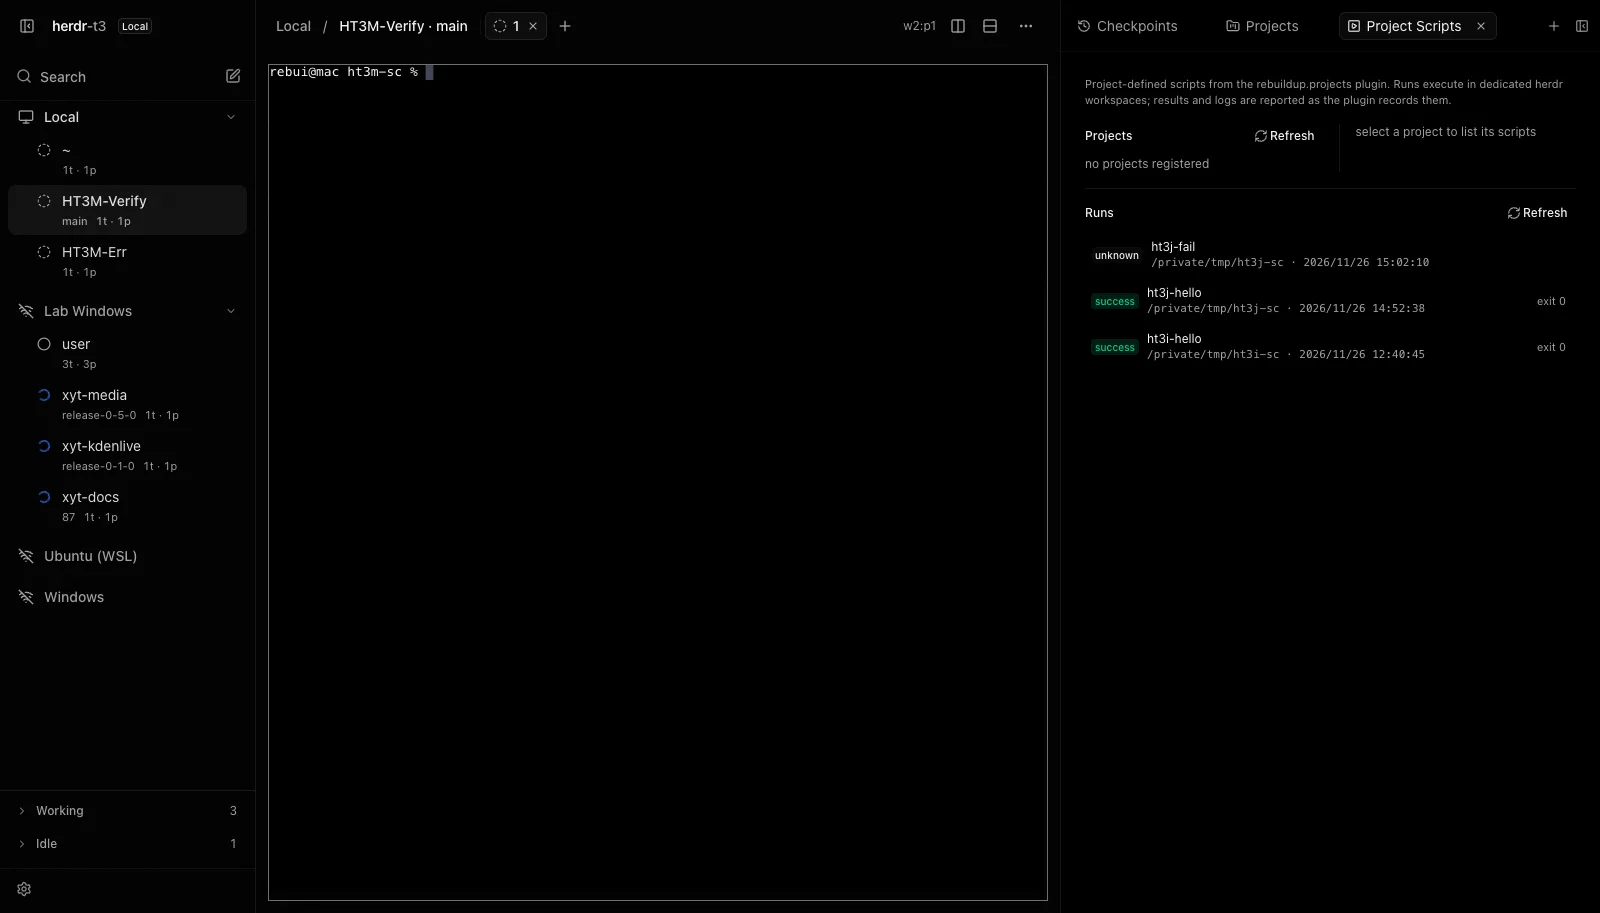 herdr-t3 Local
Search
Local
~
1t · 1p
HT3M-Verify
main 1t · 1p
HT3M-Err
1t · 1p
Lab Windows
user
3t · 3p
xyt-media
release-0-5-0 1t · 1p
xyt-kdenlive
release-0-1-0 1t · 1p
xyt-docs
87 1t · 1p
Ubuntu (WSL)
Windows
Working 3
Idle 1
Local / HT3M-Verify · main 1 × + w2:p1
rebui@mac ht3m-sc %
Checkpoints Projects Project Scripts × +
Project-defined scripts from the rebuildup.projects plugin. Runs execute in dedicated herdr
workspaces; results and logs are reported as the plugin records them.
Projects Refresh
no projects registered
select a project to list its scripts
Runs Refresh
unknown ht3j-fail
/private/tmp/ht3j-sc · 2026/11/26 15:02:10
success ht3j-hello exit 0
/private/tmp/ht3j-sc · 2026/11/26 14:52:38
success ht3i-hello exit 0
/private/tmp/ht3i-sc · 2026/11/26 12:40:45